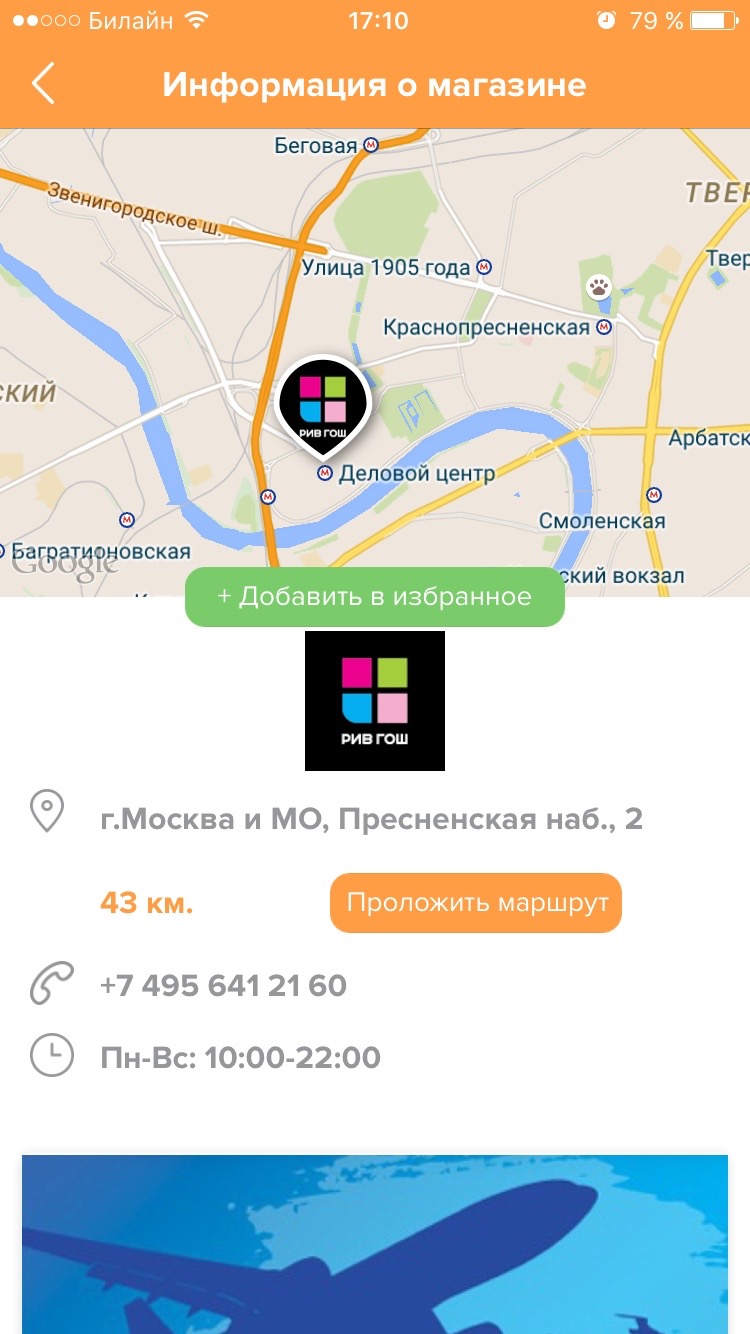 Билайн 17:10 79 %
Информация о магазине
Беговая
Звенигородское ш.
ТВЕР
Улица 1905 года
Твер
Краснопресненская
СКИЙ
РИВ ГОШ
Арбатск
Деловой центр
Смоленская
Багратионовская
Google
ский вокзал
+ Добавить в избранное
РИВ ГОШ
г.Москва и МО, Пресненская наб., 2
43 км.
Проложить маршрут
+7 495 641 21 60
Пн-Вс: 10:00-22:00